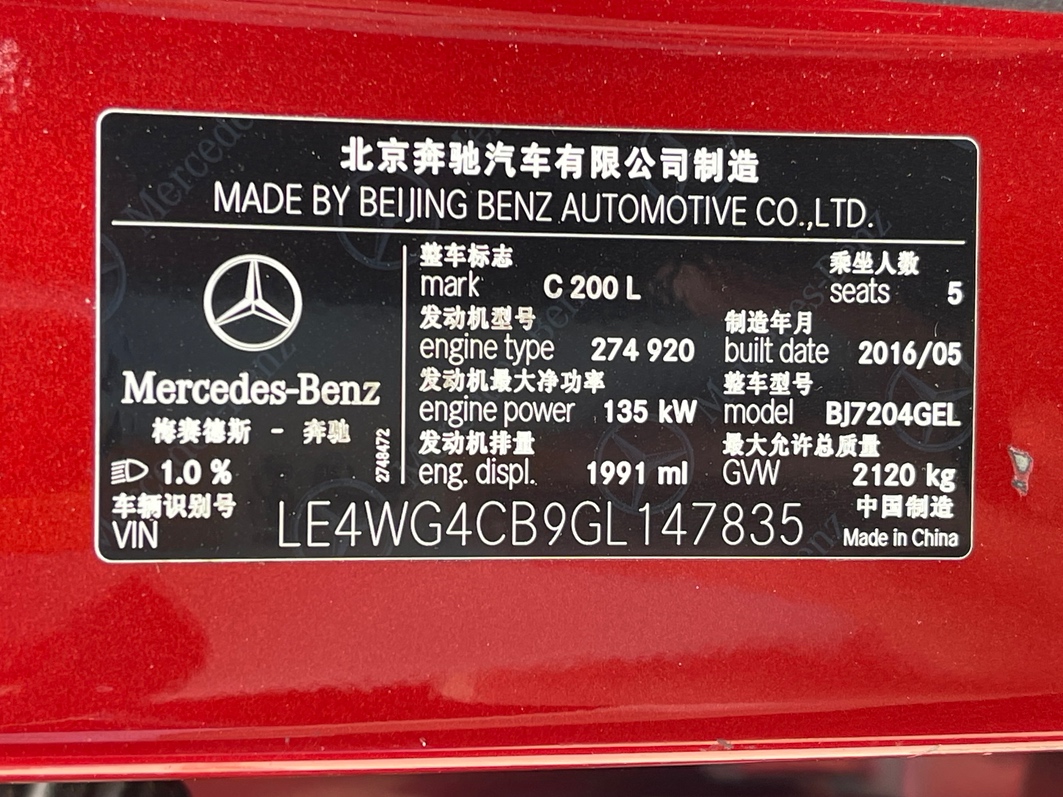 北京奔驰汽车有限公司制造
MADE BY BEIJING BENZ AUTOMOTIVE CO.,LTD.
Mercedes-Benz
梅赛德斯 - 奔驰
1.0 %
2748472
整车标志
mark C 200 L
乘坐人数
seats 5
发动机型号
engine type 274 920
制造年月
built date 2016/05
发动机最大净功率
engine power 135 kW
整车型号
model BJ7204GEL
发动机排量
eng. displ. 1991 ml
最大允许总质量
GVW 2120 kg
车辆识别号
VIN LE4WG4CB9GL147835
中国制造
Made in China